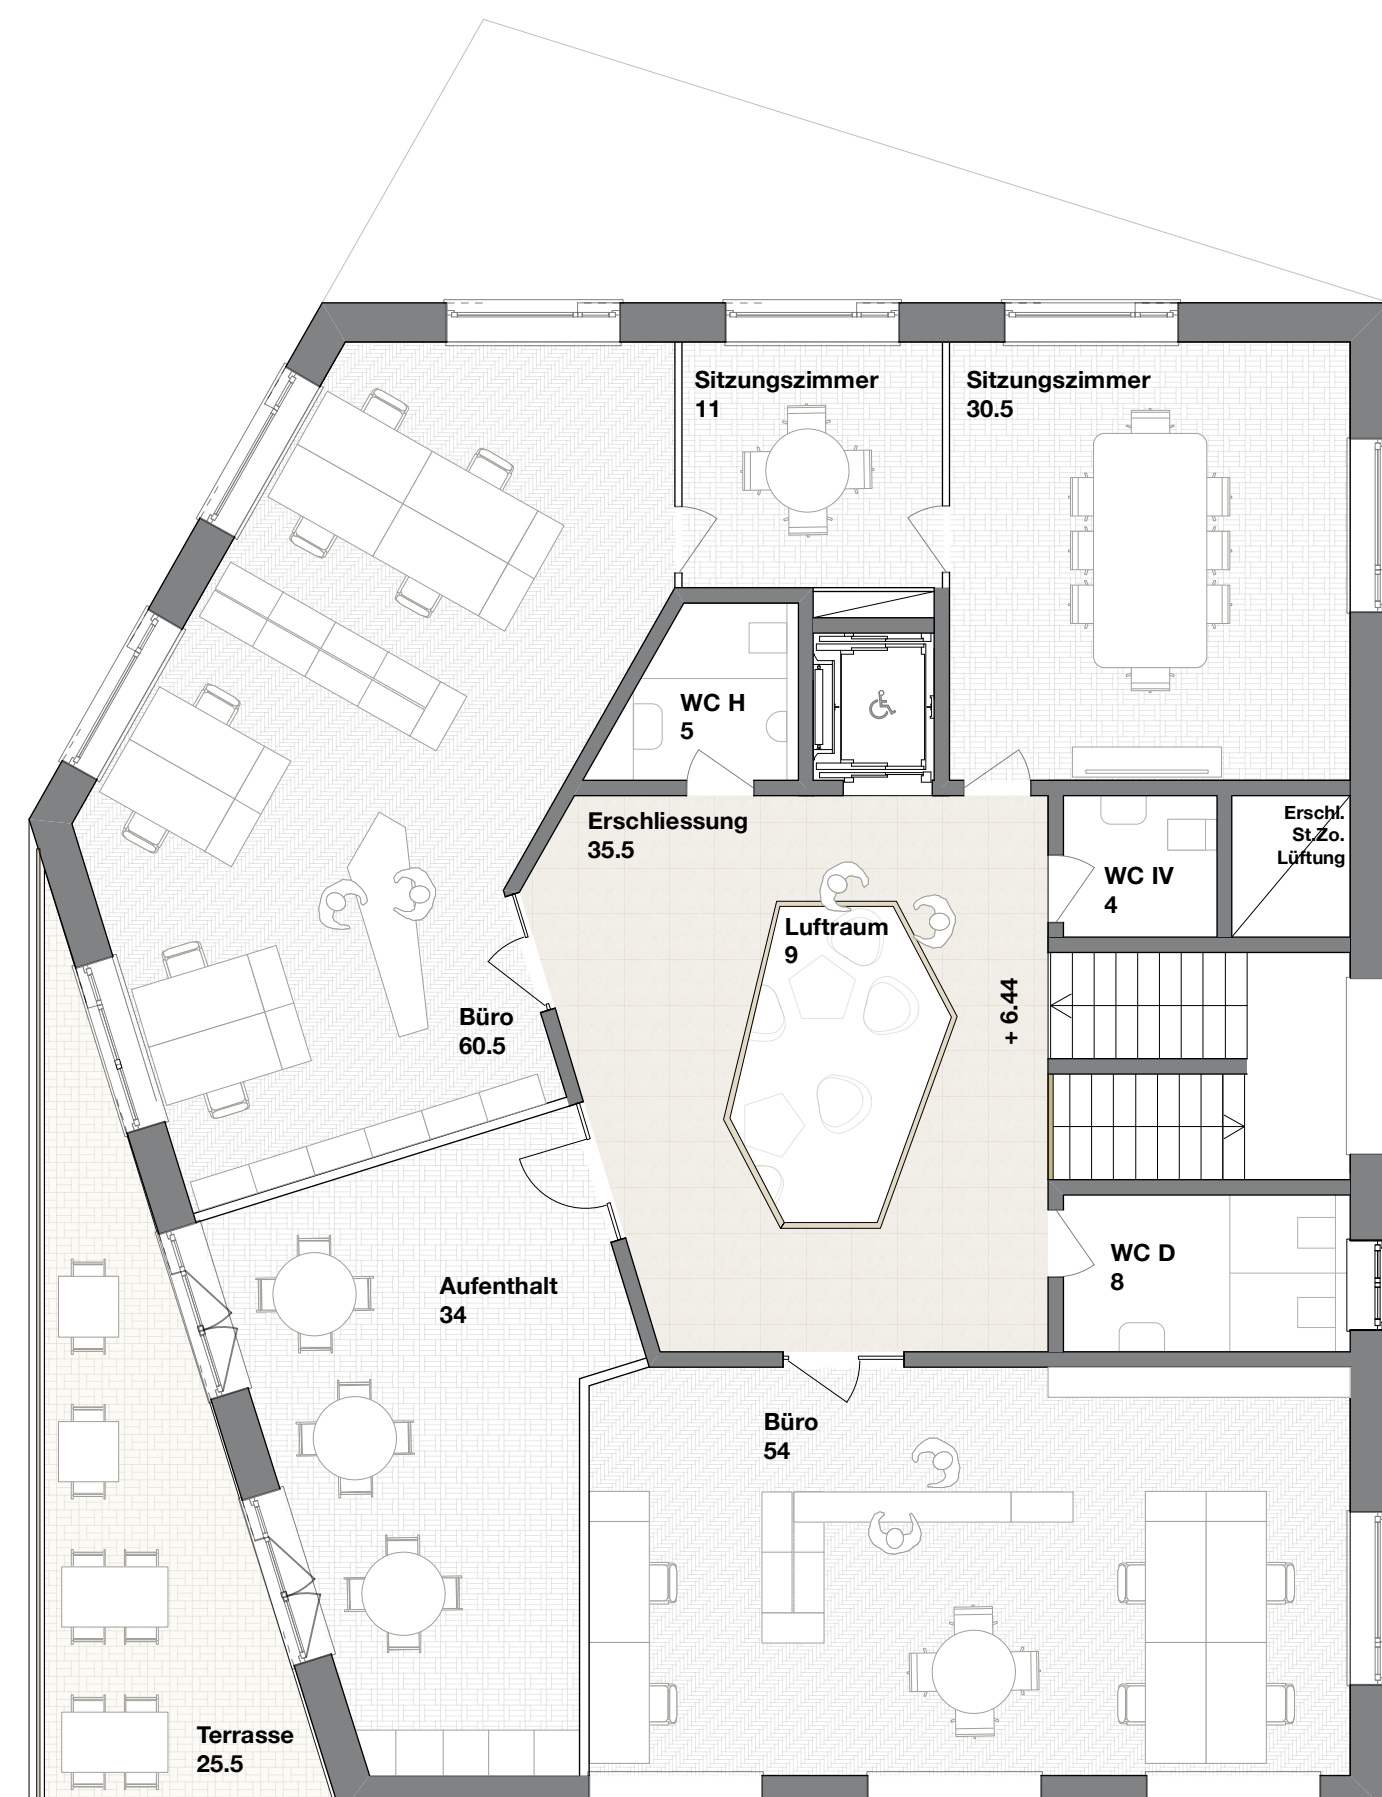 Sitzungszimmer
11
Sitzungszimmer
30.5
WC H
5
Erschliessung
35.5
Erschl.
St.Zo.
Lüftung
WC IV
4
Luftraum
9
+ 6.44
Büro
60.5
WC D
8
Aufenthalt
34
Büro
54
Terrasse
25.5